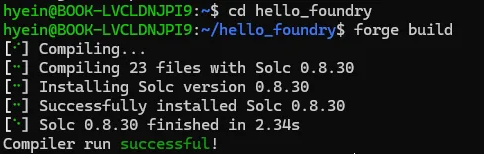 hyein@BOOK-LVCLDNJPI9:~$ cd hello_foundry
hyein@BOOK-LVCLDNJPI9:~/hello_foundry$ forge build
[⠊] Compiling...
[⠒] Compiling 23 files with Solc 0.8.30
[⠒] Installing Solc version 0.8.30
[⠒] Successfully installed Solc 0.8.30
[⠑] Solc 0.8.30 finished in 2.34s
Compiler run successful!